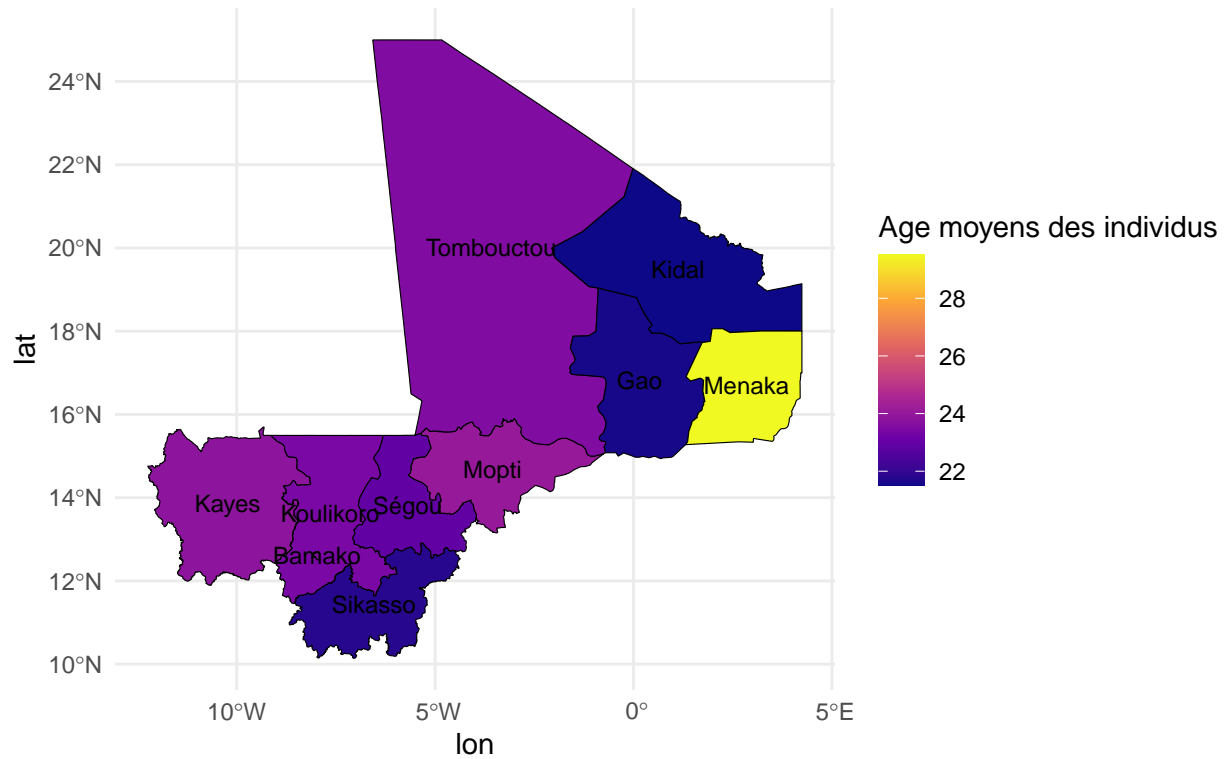 24°N
22°N
20°N
18°N
16°N
14°N
12°N
10°N
lat
10°W
5°W
0°
5°E
lon
Tombouctou
Kidal
Gao
Menaka
Mopti
Kayes
Koulikoro
Ségou
Bamako
Sikasso
Age moyens des individus
28
26
24
22